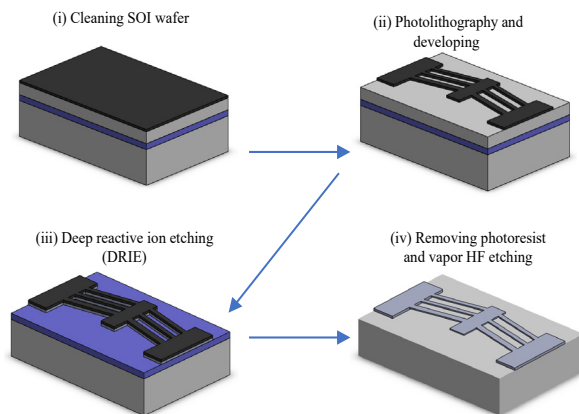 (i) Cleaning SOI wafer
(ii) Photolithography and
developing
(iii) Deep reactive ion etching
(DRIE)
(iv) Removing photoresist
and vapor HF etching